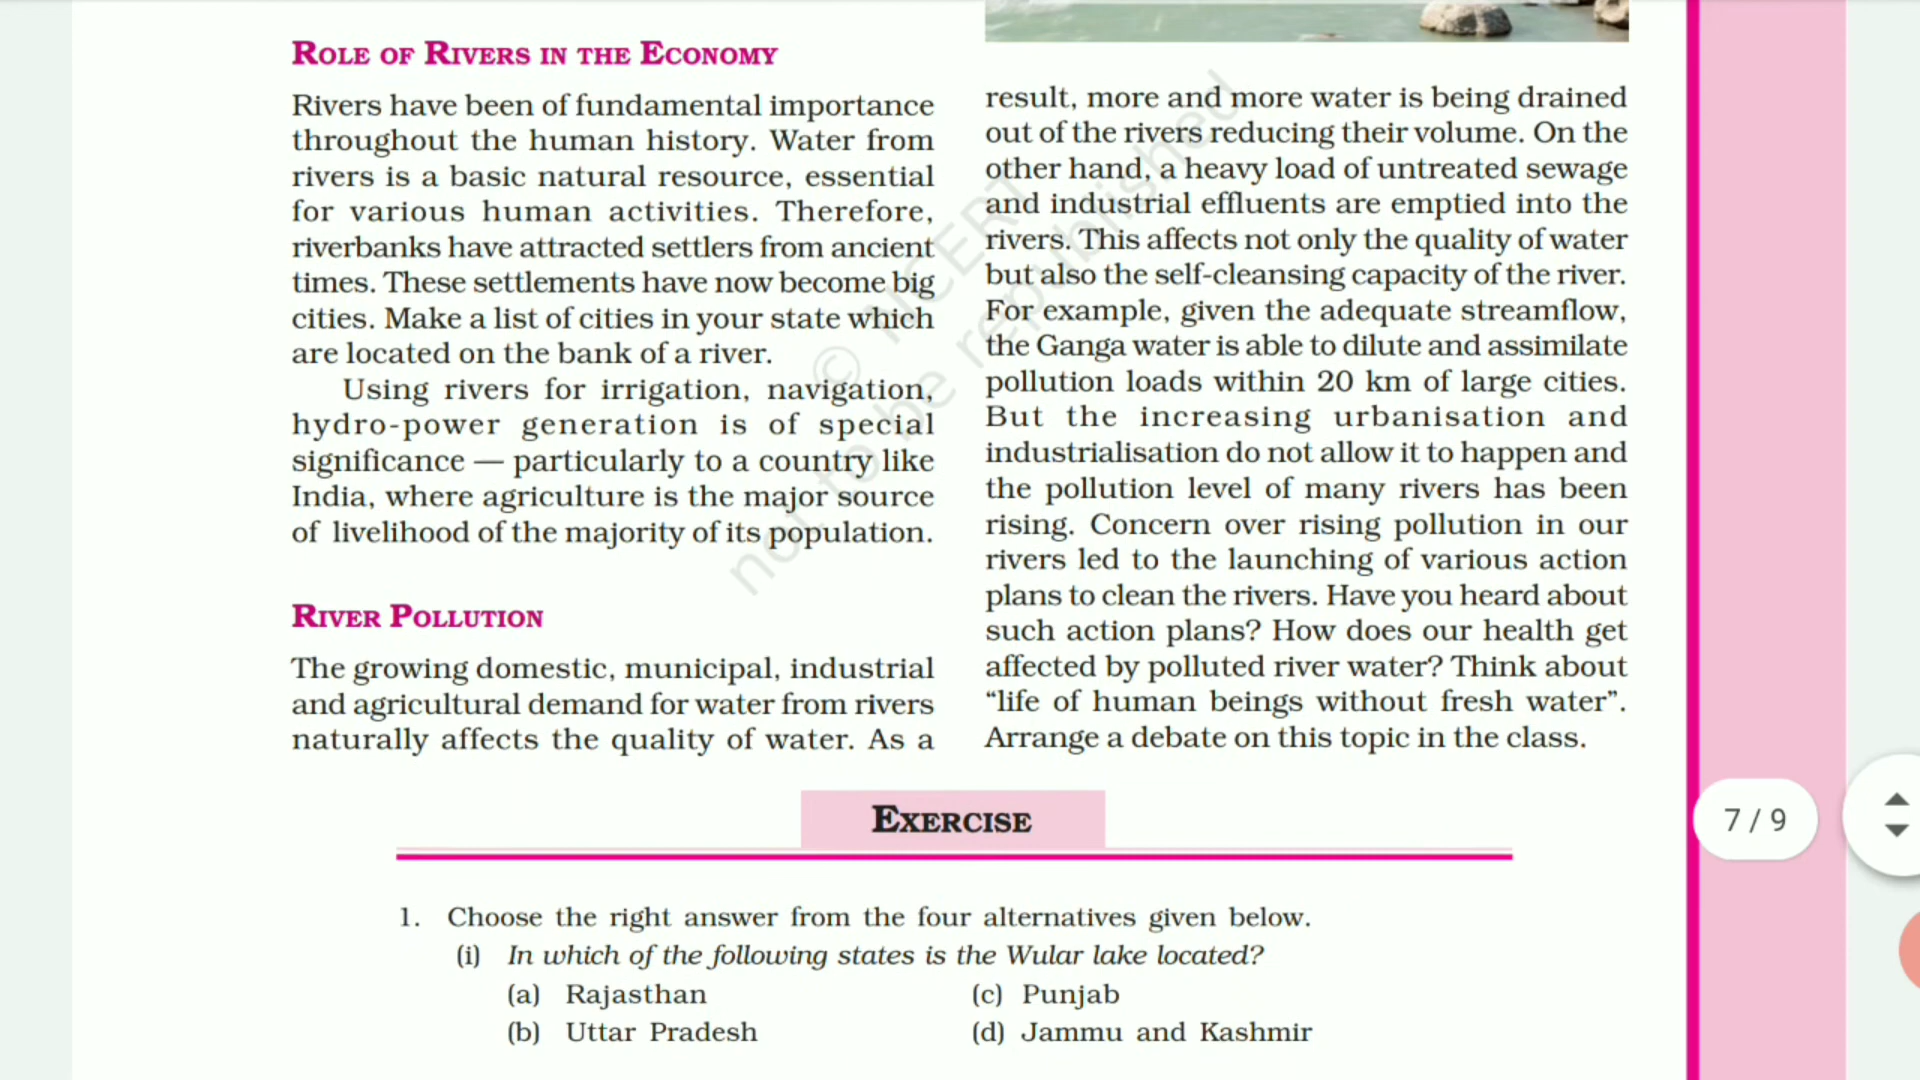 ROLE OF RIVERS IN THE ECONOMY
Rivers have been of fundamental importance
throughout the human history. Water from
rivers is a basic natural resource, essential
for various human activities. Therefore,
riverbanks have attracted settlers from ancient
times. These settlements have now become big
cities. Make a list of cities in your state which
are located on the bank of a river.
Using rivers for irrigation, navigation,
hydro-power generation is of special
significance — particularly to a country like
India, where agriculture is the major source
of livelihood of the majority of its population.
RIVER POLLUTION
The growing domestic, municipal, industrial
and agricultural demand for water from rivers
naturally affects the quality of water. As a
result, more and more water is being drained
out of the rivers reducing their volume. On the
other hand, a heavy load of untreated sewage
and industrial effluents are emptied into the
rivers. This affects not only the quality of water
but also the self-cleansing capacity of the river.
For example, given the adequate streamflow,
the Ganga water is able to dilute and assimilate
pollution loads within 20 km of large cities.
But the increasing urbanisation and
industrialisation do not allow it to happen and
the pollution level of many rivers has been
rising. Concern over rising pollution in our
rivers led to the launching of various action
plans to clean the rivers. Have you heard about
such action plans? How does our health get
affected by polluted river water? Think about
“life of human beings without fresh water”.
Arrange a debate on this topic in the class.
© NCERT
not to be republished
EXERCISE
7 / 9
1. Choose the right answer from the four alternatives given below.
(i) In which of the following states is the Wular lake located?
(a) Rajasthan (c) Punjab
(b) Uttar Pradesh (d) Jammu and Kashmir